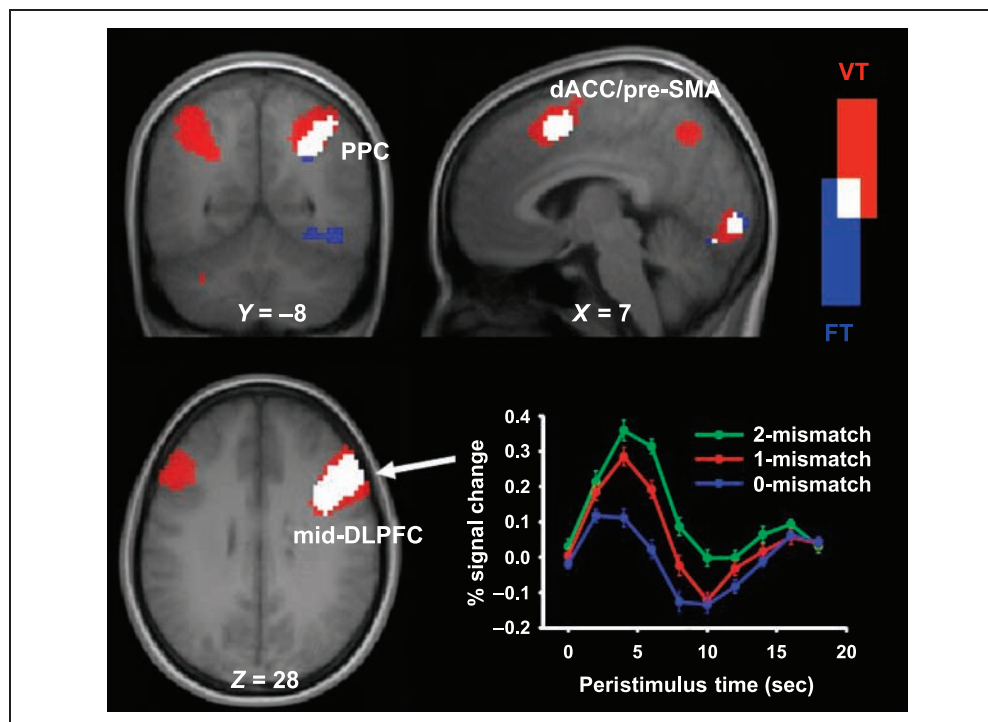 VT
dACC/pre-SMA
PPC
Y = –8
X = 7
FT
mid-DLPFC
Z = 28
% signal change
0.4
0.3
0.2
0.1
0.0
–0.1
–0.2
2-mismatch
1-mismatch
0-mismatch
0 5 10 15 20
Peristimulus time (sec)